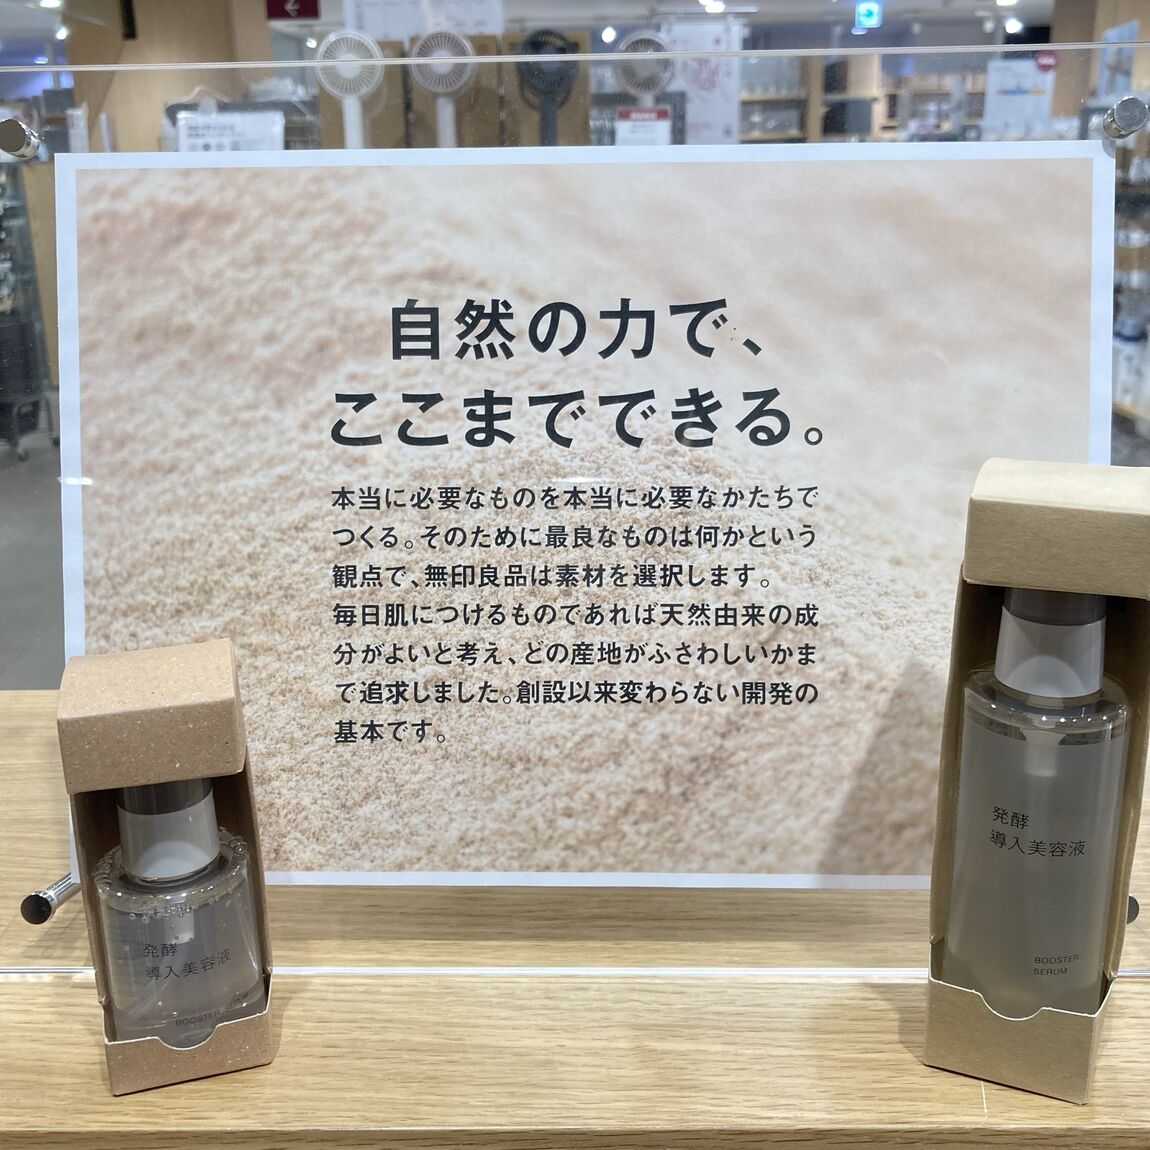 自然の力で、
ここまでできる。
本当に必要なものを本当に必要なかたちで
つくる。そのために最良なものは何かという
観点で、無印良品は素材を選択します。
毎日肌につけるものであれば天然由来の成
分がよいと考え、どの産地がふさわしいかま
で追求しました。創設以来変わらない開発の
基本です。
発酵
導入美容液
BOOSTER SERUM
発酵
導入美容液
BOOSTER
SERUM